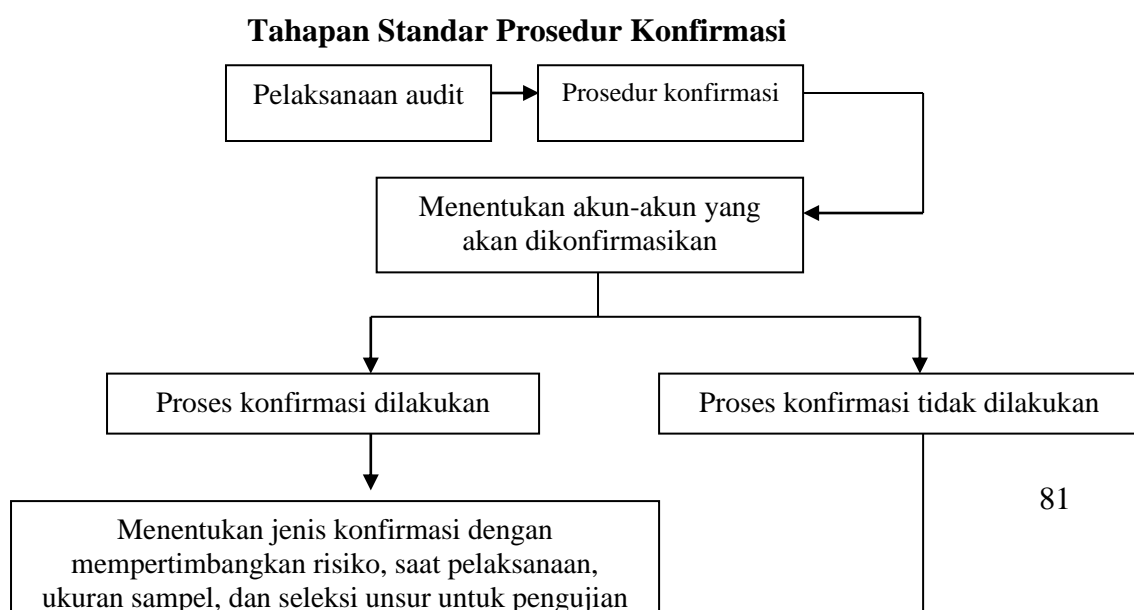 Tahapan Standar Prosedur Konfirmasi
Pelaksanaan audit
Prosedur konfirmasi
Menentukan akun-akun yang
akan dikonfirmasikan
Proses konfirmasi dilakukan
Proses konfirmasi tidak dilakukan
81
Menentukan jenis konfirmasi dengan
mempertimbangkan risiko, saat pelaksanaan,
ukuran sampel, dan seleksi unsur untuk pengujian